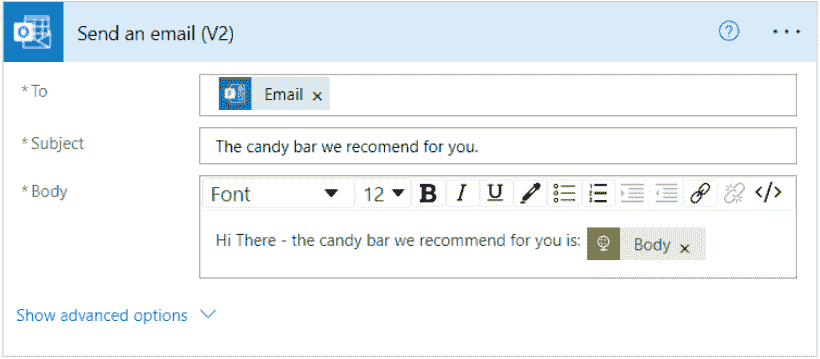 Send an email (V2)
? ...
* To
Email ×
* Subject
The candy bar we recomend for you.
* Body
Font 12 B I U </>
Hi There - the candy bar we recommend for you is: Body ×
Show advanced options